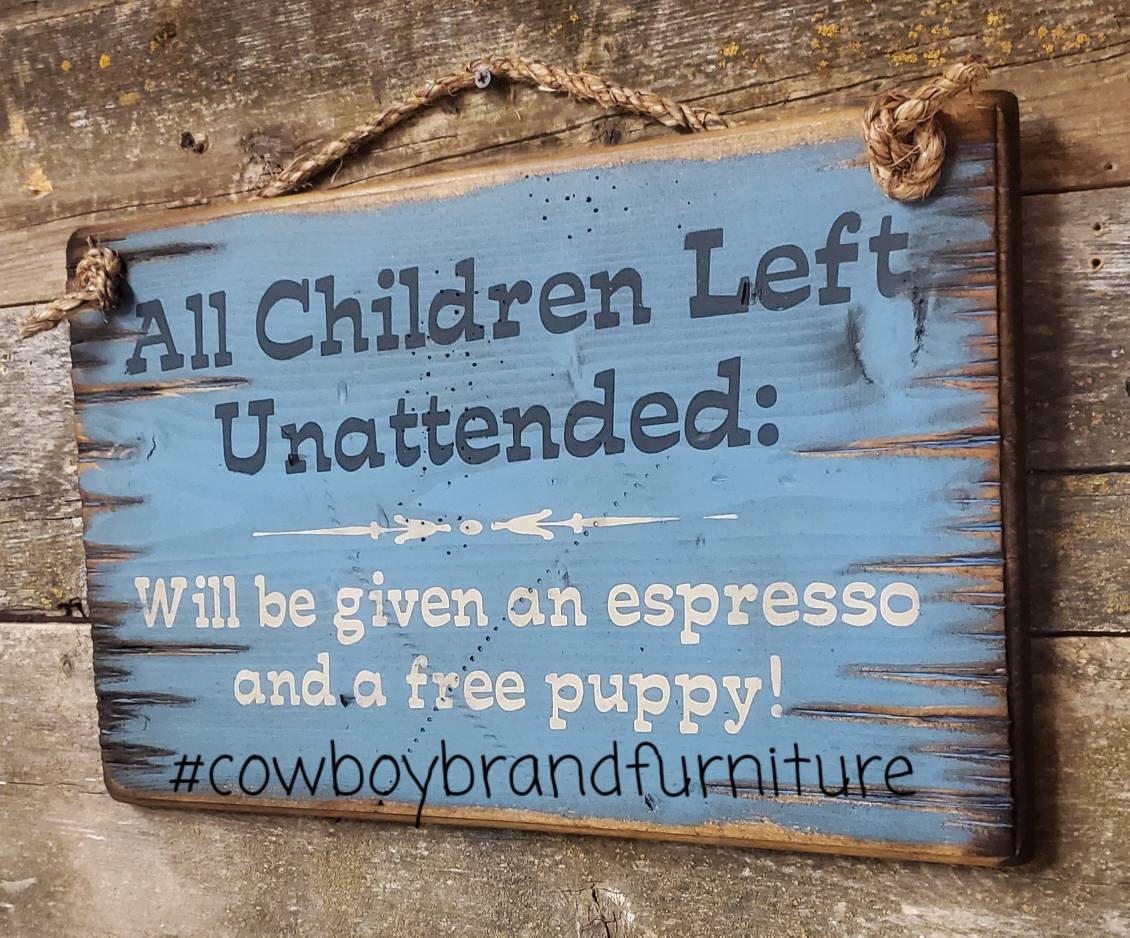 All Children Left
Unattended:
Will be given an espresso
and a free puppy!
#cowboybrandfurniture